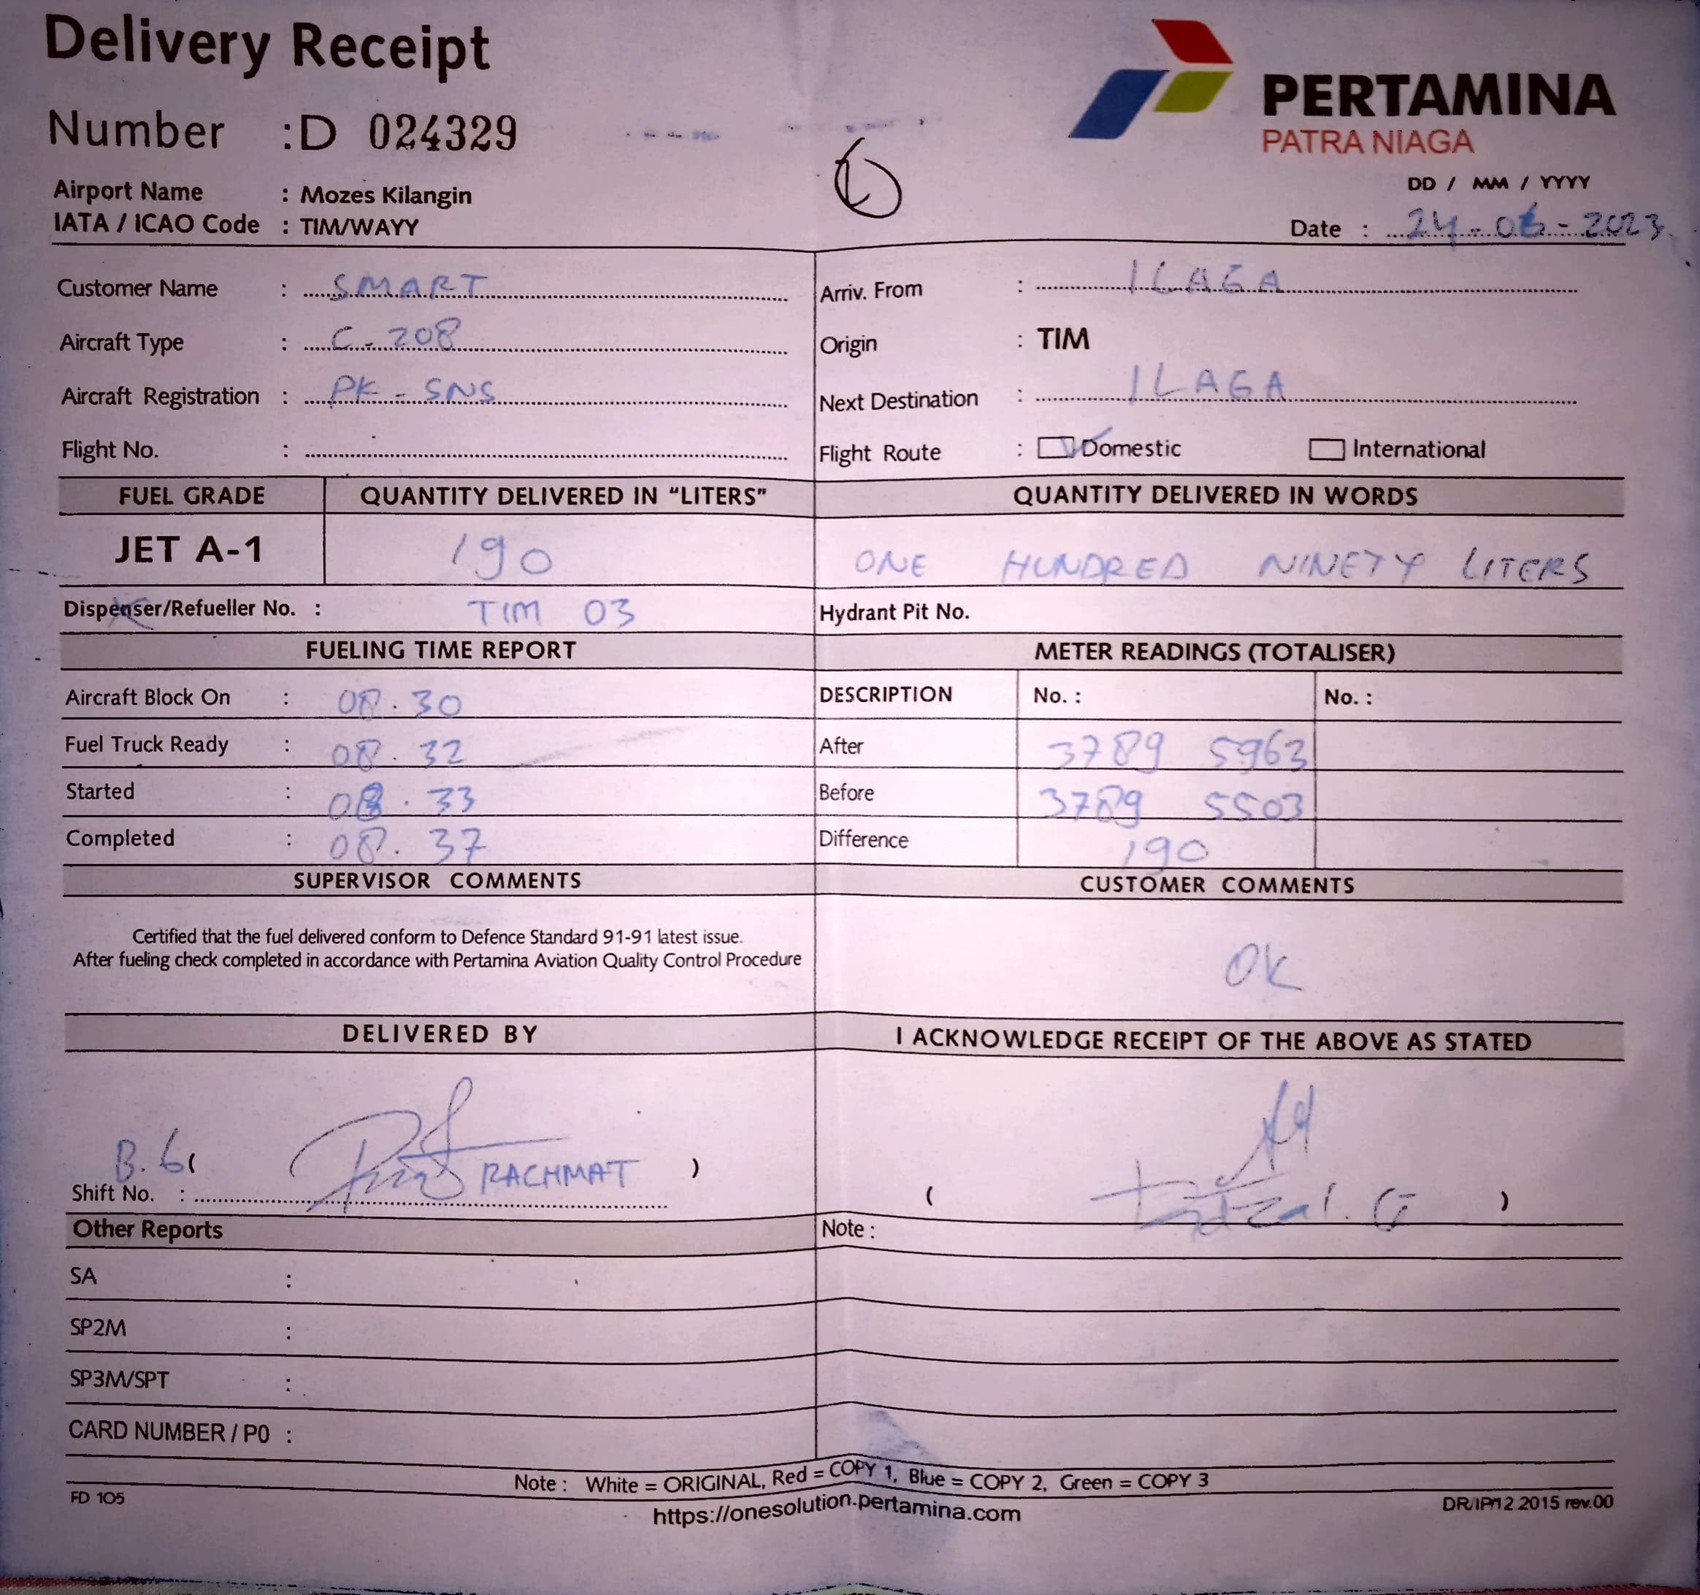 Delivery Receipt
PERTAMINA
PATRA NIAGA
Number : D 024329
Airport Name : Mozes Kilangin
IATA / ICAO Code : TIM/WAYY
DD / MM / YYYY
Date : 24-06-2023
Customer Name : SMART
Arriv. From : ILAGA
Aircraft Type : C-208
Origin : TIM
Aircraft Registration : PK-SNS
Next Destination : ILAGA
Flight No. :
Flight Route : Domestic International
FUEL GRADE QUANTITY DELIVERED IN "LITERS" QUANTITY DELIVERED IN WORDS
JET A-1 190 ONE HUNDRED NINETY LITERS
Dispenser/Refueller No. : TIM 03 Hydrant Pit No.
FUELING TIME REPORT METER READINGS (TOTALISER)
Aircraft Block On : 08.30 DESCRIPTION No. : No. :
Fuel Truck Ready : 08.32 After 3789 5963
Started : 08.33 Before 3789 5503
Completed : 08.37 Difference 190
SUPERVISOR COMMENTS CUSTOMER COMMENTS
Certified that the fuel delivered conform to Defence Standard 91-91 latest issue.
After fueling check completed in accordance with Pertamina Aviation Quality Control Procedure
OK
DELIVERED BY I ACKNOWLEDGE RECEIPT OF THE ABOVE AS STATED
B.6 ( RACHMAT )
Shift No. : ( )
Other Reports Note :
SA :
SP2M :
SP3M/SPT :
CARD NUMBER / P0 :
Note : White = ORIGINAL, Red = COPY 1, Blue = COPY 2, Green = COPY 3
FD 105 https://onesolution.pertamina.com DR/IP/12.2015 rev.00